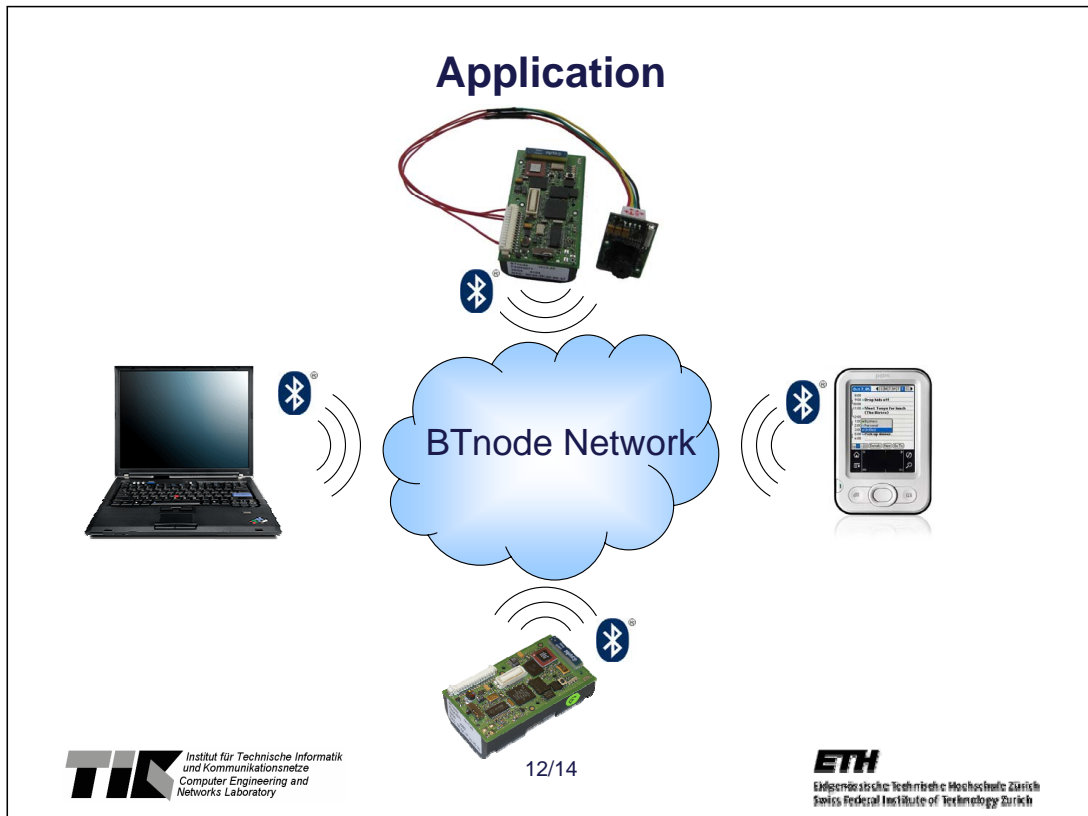 Application
BTnode Network
®
®
®
®
TIK
Institut für Technische Informatik
und Kommunikationsnetze
Computer Engineering and
Networks Laboratory
12/14
ETH
Eidgenössische Technische Hochschule Zürich
Swiss Federal Institute of Technology Zurich